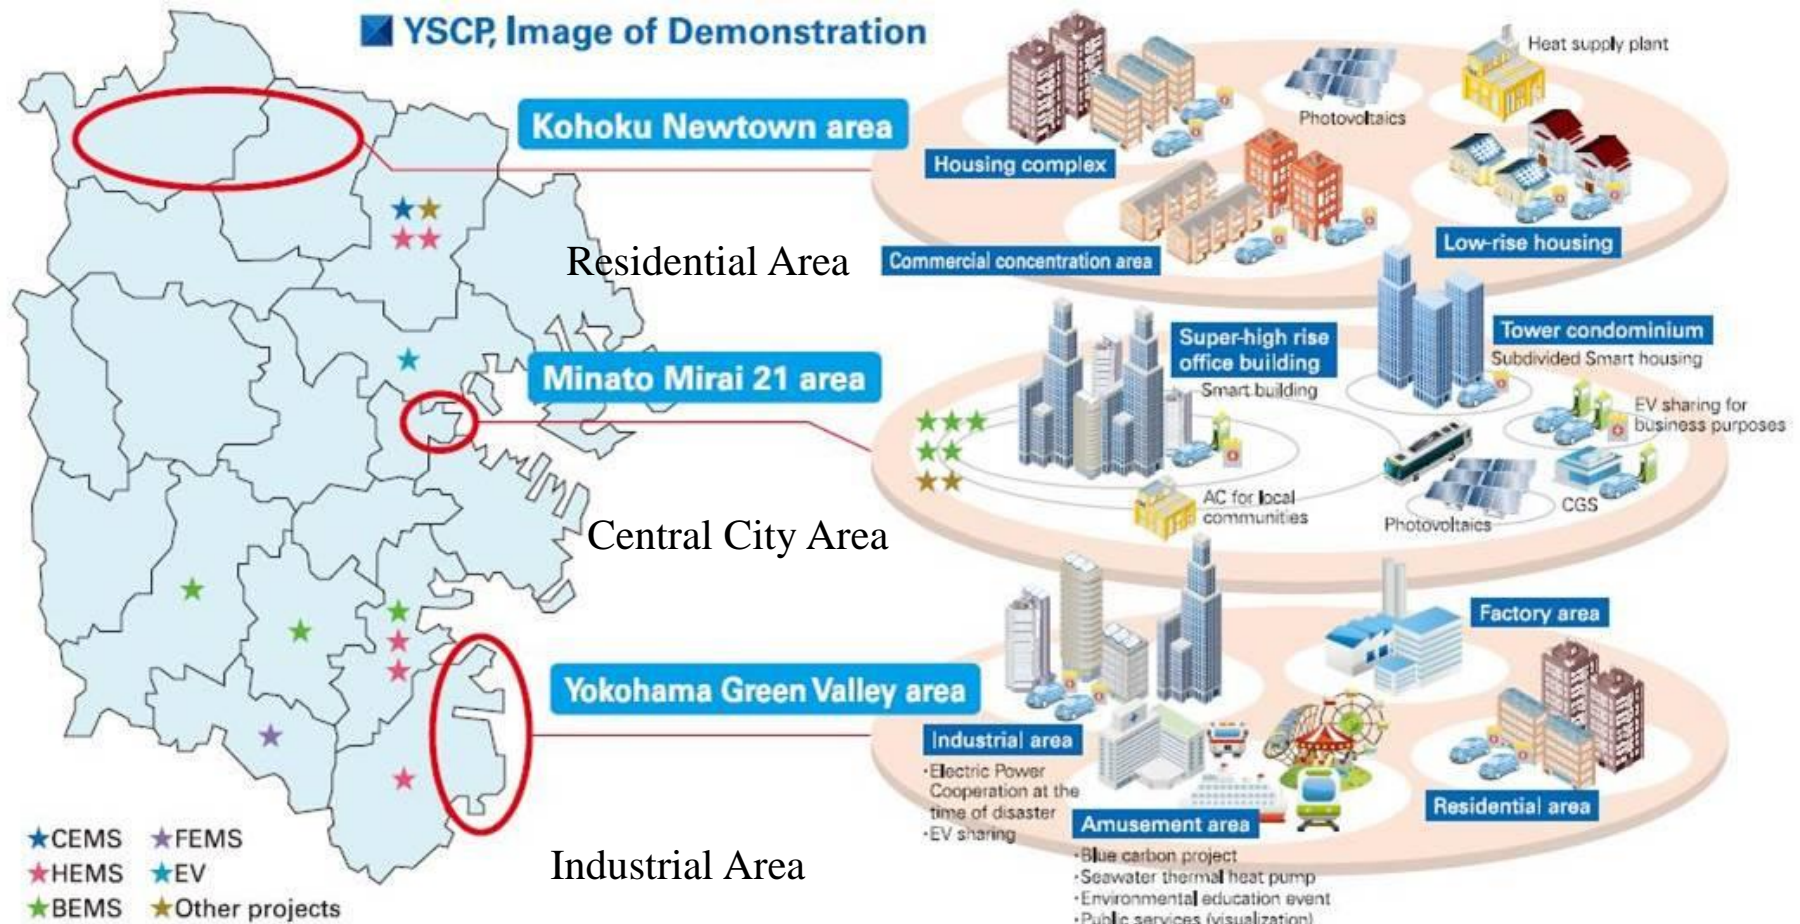 YSCP, Image of Demonstration
Kohoku Newtown area
Residential Area
Housing complex
Photovoltaics
Heat supply plant
Commercial concentration area
Low-rise housing
Minato Mirai 21 area
Central City Area
Super-high rise
office building
Smart building
Tower condominium
Subdivided Smart housing
EV sharing for
business purposes
AC for local
communities
Photovoltaics
CGS
Yokohama Green Valley area
Industrial Area
Industrial area
·Electric Power
Cooperation at the
time of disaster
·EV sharing
Factory area
Residential area
Amusement area
·Blue carbon project
·Seawater thermal heat pump
·Environmental education event
·Public services (visualization)
★CEMS ★FEMS
★HEMS ★EV
★BEMS ★Other projects